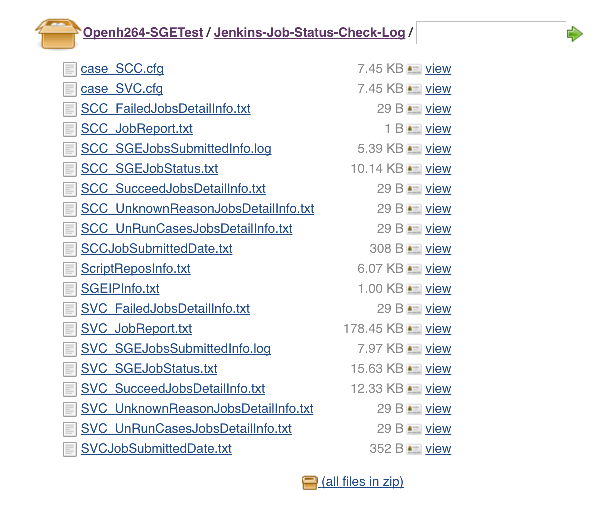 Openh264-SGETest / Jenkins-Job-Status-Check-Log /
case_SCC.cfg 7.45 KB view
case_SVC.cfg 7.45 KB view
SCC_FailedJobsDetailInfo.txt 29 B view
SCC_JobReport.txt 1 B view
SCC_SGEJobsSubmittedInfo.log 5.39 KB view
SCC_SGEJobStatus.txt 10.14 KB view
SCC_SucceedJobsDetailInfo.txt 29 B view
SCC_UnknownReasonJobsDetailInfo.txt 29 B view
SCC_UnRunCasesJobsDetailInfo.txt 29 B view
SCCJobSubmittedDate.txt 308 B view
ScriptReposInfo.txt 6.07 KB view
SGEIPInfo.txt 1.00 KB view
SVC_FailedJobsDetailInfo.txt 29 B view
SVC_JobReport.txt 178.45 KB view
SVC_SGEJobsSubmittedInfo.log 7.97 KB view
SVC_SGEJobStatus.txt 15.63 KB view
SVC_SucceedJobsDetailInfo.txt 12.33 KB view
SVC_UnknownReasonJobsDetailInfo.txt 29 B view
SVC_UnRunCasesJobsDetailInfo.txt 29 B view
SVCJobSubmittedDate.txt 352 B view
(all files in zip)